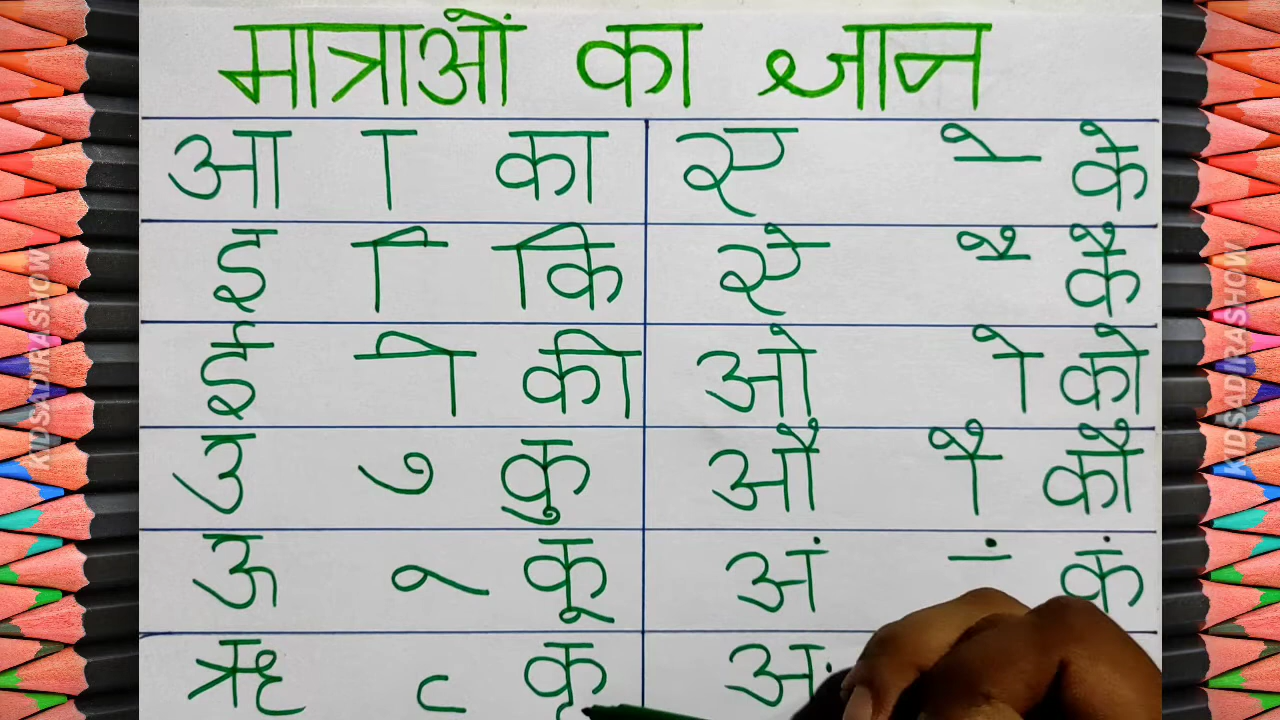 मात्राओं का ज्ञान
आ ा का ए े के
इ ि कि ऐ ै कै
ई ी की ओ ो को
उ ु कु औ ौ कौ
ऊ ू कू अं ं कं
ऋ ृ कृ अः
KIDSADIRASHOW
KIDSADIRASHOW